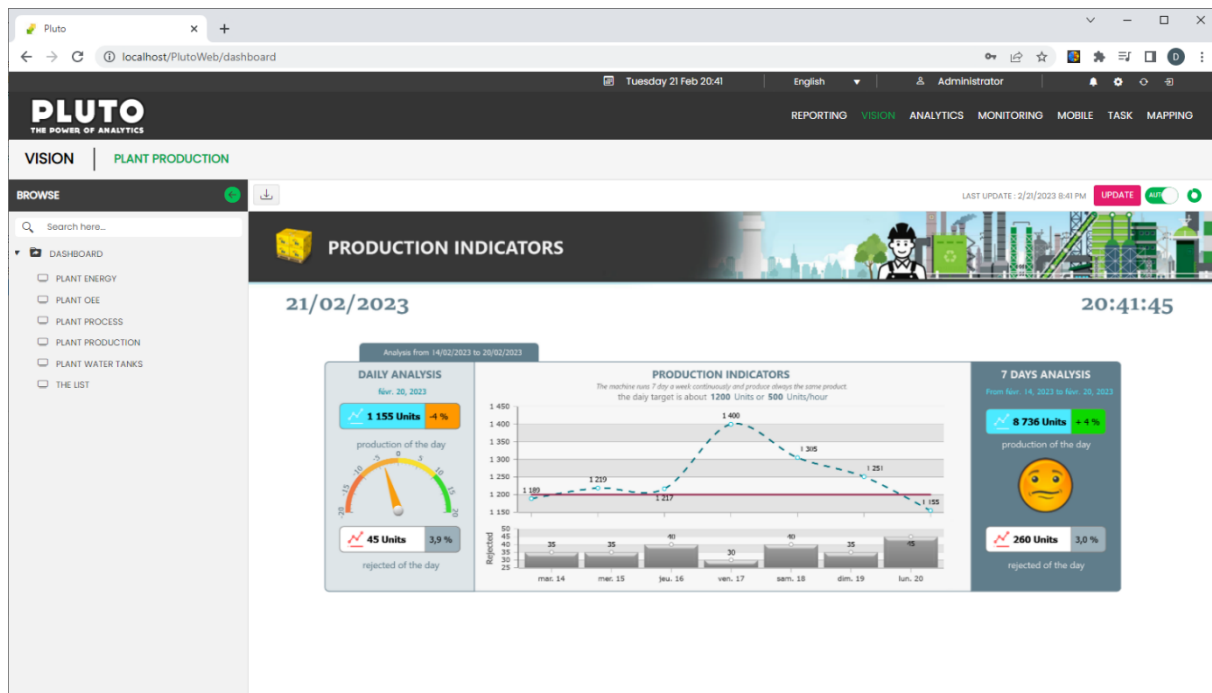 Pluto
localhost/PlutoWeb/dashboard
D
Tuesday 21 Feb 20:41 English Administrator
PLUTO
THE POWER OF ANALYTICS
REPORTING VISION ANALYTICS MONITORING MOBILE TASK MAPPING
VISION PLANT PRODUCTION
BROWSE
LAST UPDATE : 2/21/2023 8:41 PM UPDATE AUTO
Search here...
DASHBOARD
PLANT ENERGY
PLANT OEE
PLANT PROCESS
PLANT PRODUCTION
PLANT WATER TANKS
THE LIST
PRODUCTION INDICATORS
21/02/2023 20:41:45
Analysis from 14/02/2023 to 20/02/2023
DAILY ANALYSIS
févr. 20, 2023
1 155 Units -4 %
production of the day
-20 -15 -10 -5 0 5 10 15 20
45 Units 3,9 %
rejected of the day
PRODUCTION INDICATORS
The machine runs 7 day a week continuously and produce always the same product.
the daily target is about 1200 Units or 500 Units/hour
1 450
1 400
1 350
1 300
1 250
1 200
1 150
1 189 1 219 1 217 1 400 1 305 1 251 1 155
Rejected
50
45
40
35
30
25
35 35 40 30 40 35 45
mar. 14 mer. 15 jeu. 16 ven. 17 sam. 18 dim. 19 lun. 20
7 DAYS ANALYSIS
From févr. 14, 2023 to févr. 20, 2023
8 736 Units + 4 %
production of the day
260 Units 3,0 %
rejected of the day